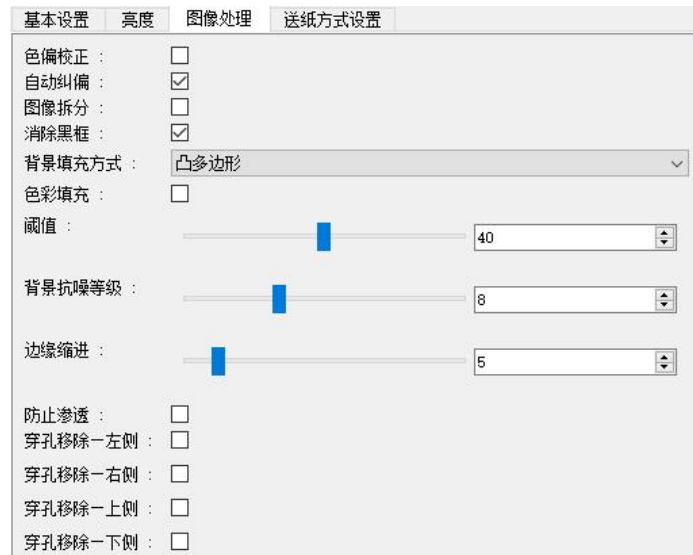 基本设置 亮度 图像处理 送纸方式设置
色偏校正：
自动纠偏：
图像拆分：
消除黑框：
背景填充方式： 凸多边形
色彩填充：
阈值： 40
背景抗噪等级： 8
边缘缩进： 5
防止渗透：
穿孔移除－左侧：
穿孔移除－右侧：
穿孔移除－上侧：
穿孔移除－下侧：